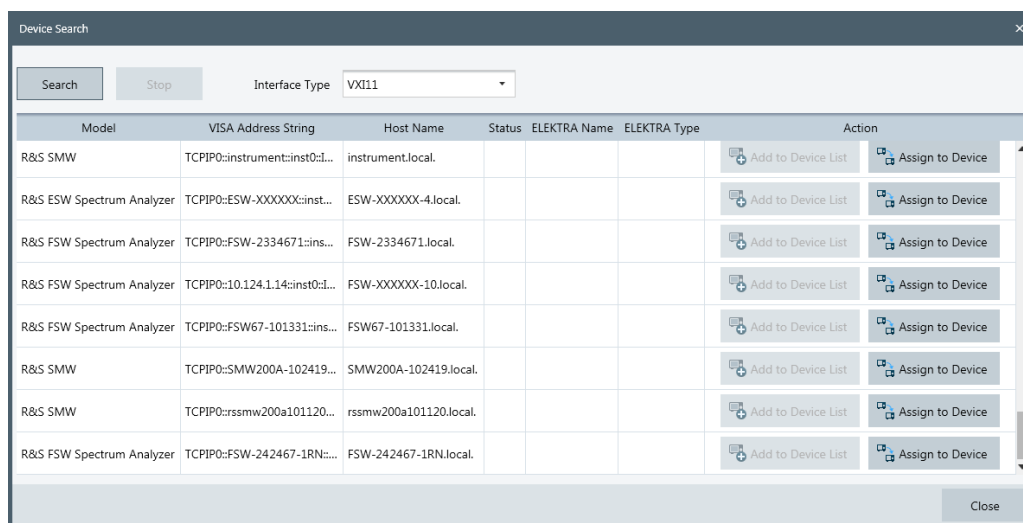 Device Search
Search Stop Interface Type VXI11
Model VISA Address String Host Name Status ELEKTRA Name ELEKTRA Type Action
R&S SMW TCPIP0::instrument::inst0::I... instrument.local. Add to Device List Assign to Device
R&S ESW Spectrum Analyzer TCPIP0::ESW-XXXXXX::inst... ESW-XXXXXX-4.local. Add to Device List Assign to Device
R&S FSW Spectrum Analyzer TCPIP0::FSW-2334671::ins... FSW-2334671.local. Add to Device List Assign to Device
R&S FSW Spectrum Analyzer TCPIP0::10.124.1.14::inst0::I... FSW-XXXXXX-10.local. Add to Device List Assign to Device
R&S FSW Spectrum Analyzer TCPIP0::FSW67-101331::ins... FSW67-101331.local. Add to Device List Assign to Device
R&S SMW TCPIP0::SMW200A-102419... SMW200A-102419.local. Add to Device List Assign to Device
R&S SMW TCPIP0::rssmw200a101120... rssmw200a101120.local. Add to Device List Assign to Device
R&S FSW Spectrum Analyzer TCPIP0::FSW-242467-1RN::... FSW-242467-1RN.local. Add to Device List Assign to Device
Close